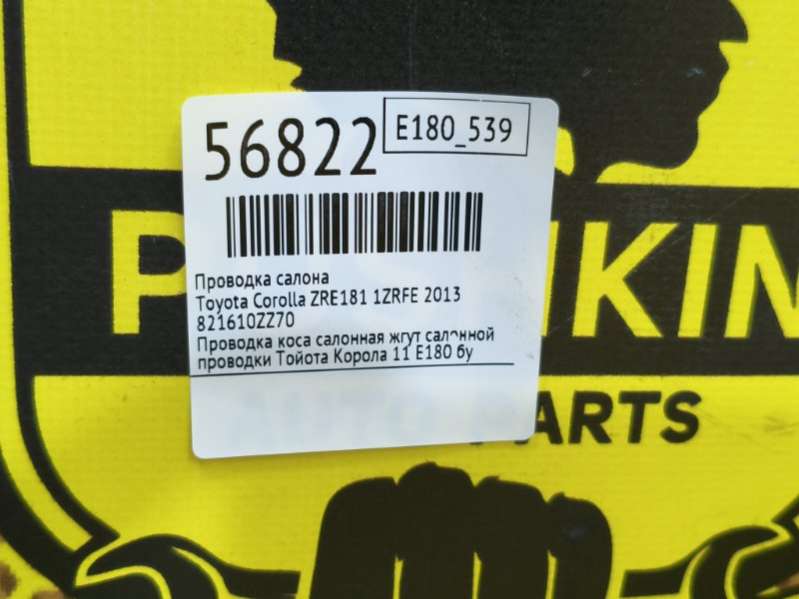 56822
E180_539
Проводка салона
Toyota Corolla ZRE181 1ZRFE 2013
821610ZZ70
Проводка коса салонная жгут салонной
проводки Тойота Корола 11 E180 бу
PARTS